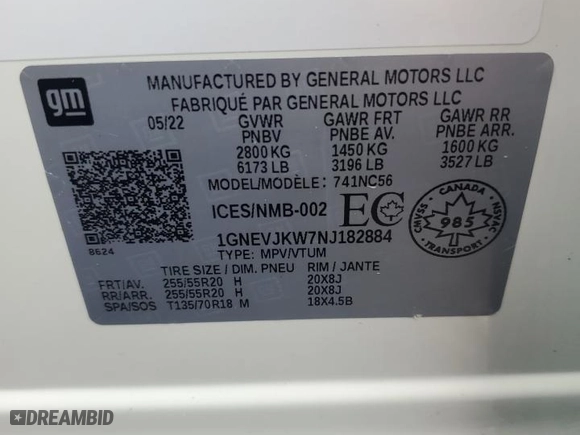 gm
MANUFACTURED BY GENERAL MOTORS LLC
FABRIQUÉ PAR GENERAL MOTORS LLC
05/22 GVWR GAWR FRT GAWR RR
PNBV PNBE AV. PNBE ARR.
2800 KG 1450 KG 1600 KG
6173 LB 3196 LB 3527 LB
MODEL/MODÈLE: 741NC56
ICES/NMB-002 EC
CANADA
CMVSS 985 NSVAC
TRANSPORT
8624
1GNEVJKW7NJ182884
TYPE: MPV/VTUM
TIRE SIZE / DIM. PNEU RIM / JANTE
FRT/AV. 255/55R20 H 20X8J
RR/ARR. 255/55R20 H 20X8J
SPA/SOS T135/70R18 M 18X4.5B
DREAMBID